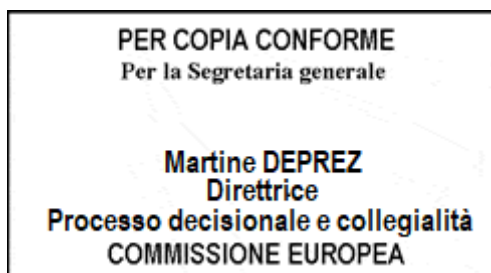 PER COPIA CONFORME
Per la Segretaria generale
Martine DEPREZ
Direttrice
Processo decisionale e collegialità
COMMISSIONE EUROPEA